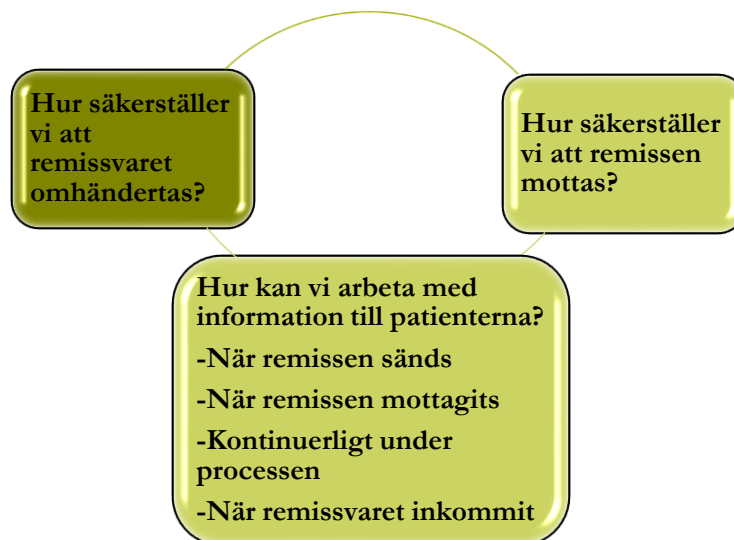 Hur säkerställer
vi att
remissvaret
omhändertas?
Hur säkerställer
vi att remissen
mottas?
Hur kan vi arbeta med
information till patienterna?
-När remissen sänds
-När remissen mottagits
-Kontinuerligt under
processen
-När remissvaret inkommit